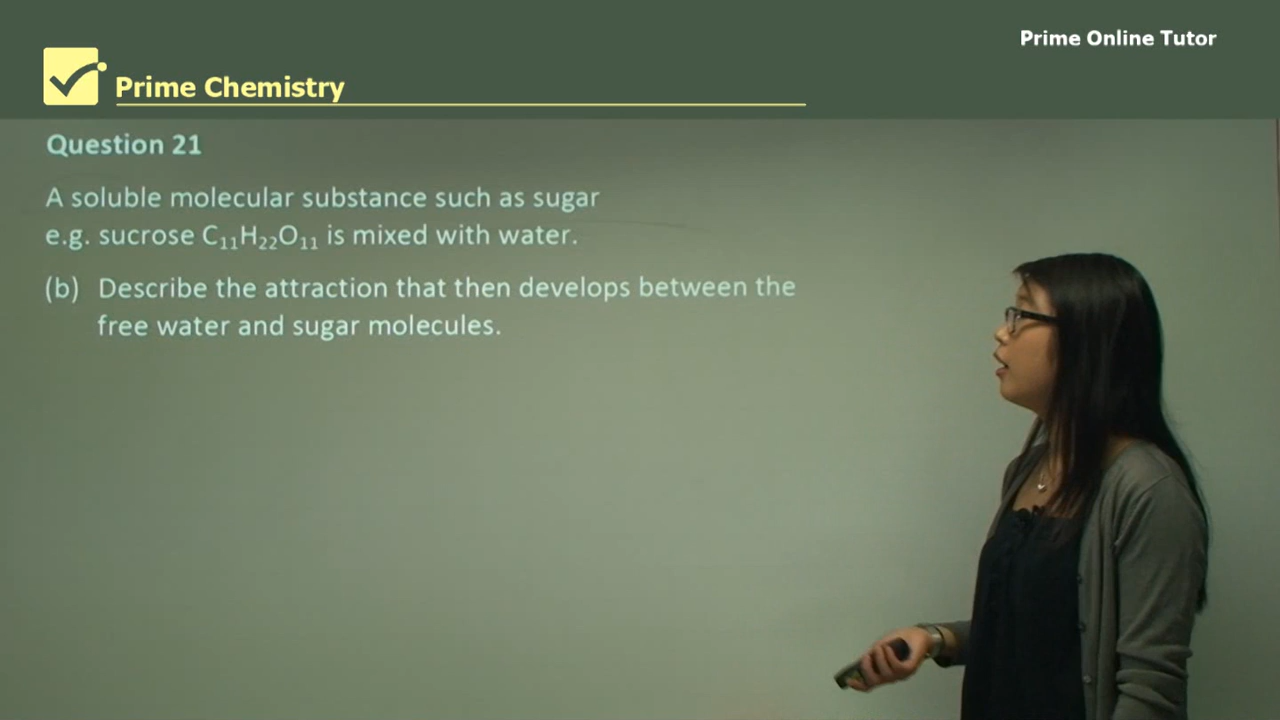 Prime Online Tutor
Prime Chemistry
Question 21
A soluble molecular substance such as sugar
e.g. sucrose C₁₁H₂₂O₁₁ is mixed with water.
(b) Describe the attraction that then develops between the
free water and sugar molecules.